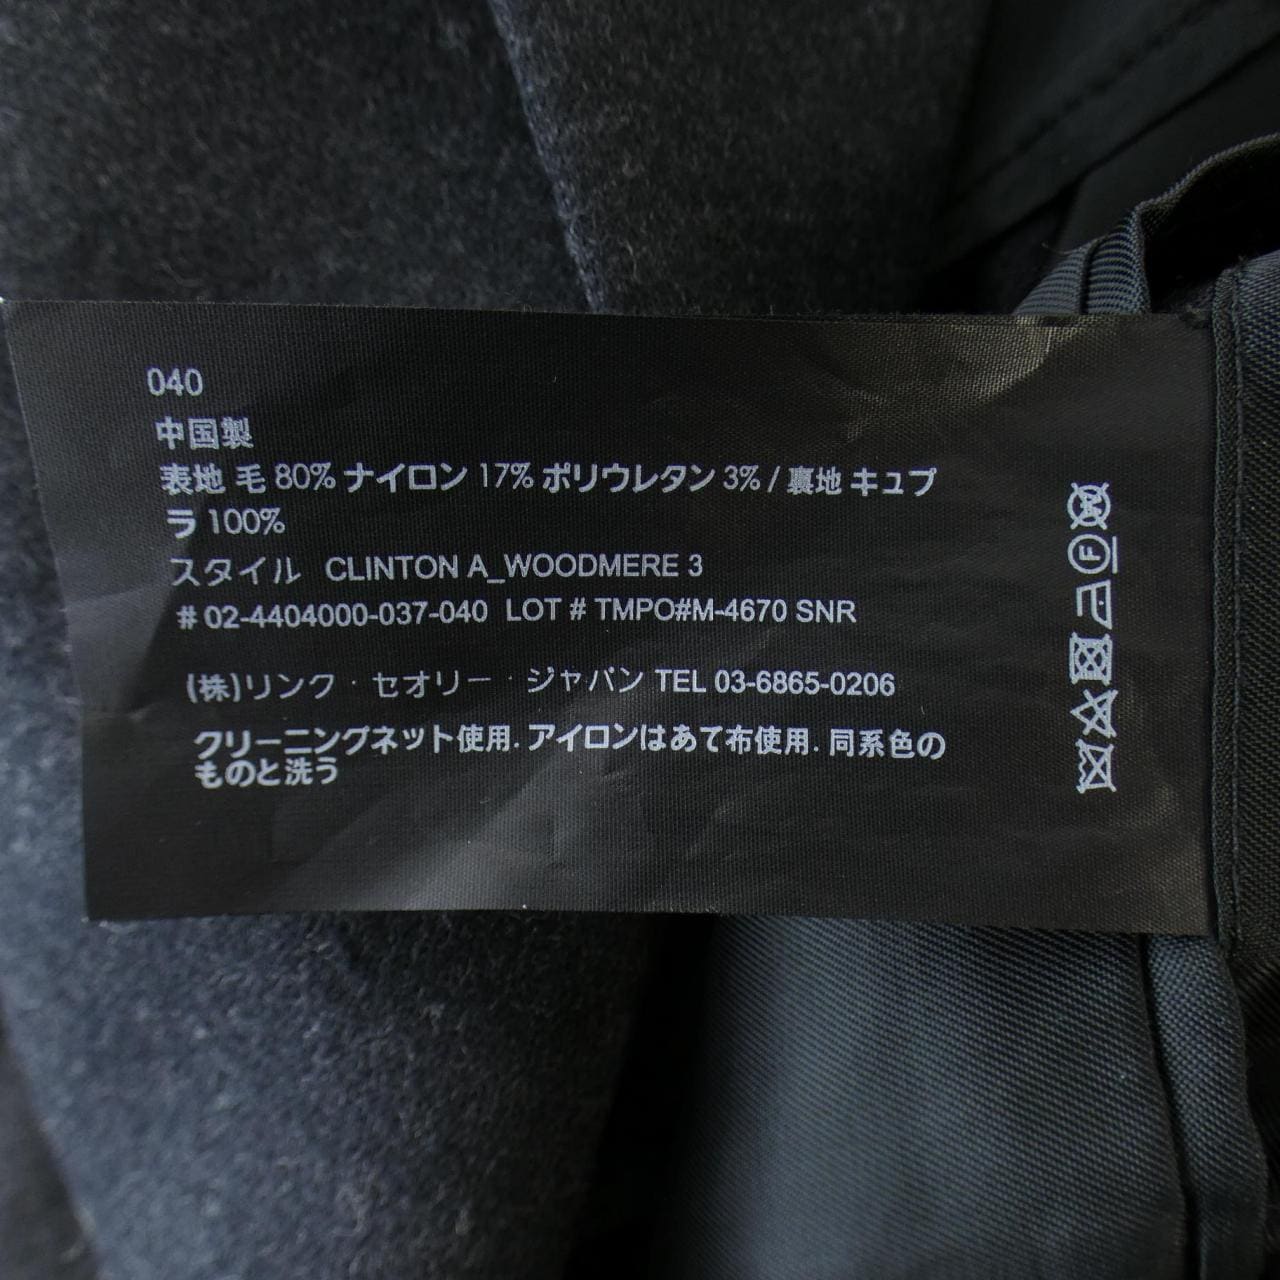 040
中国製
表地 毛 80% ナイロン 17% ポリウレタン 3% / 裏地 キュプ
ラ 100%
スタイル CLINTON A_WOODMERE 3
# 02-4404000-037-040 LOT # TMPO#M-4670 SNR
(株)リンク・セオリー・ジャパン TEL 03-6865-0206
クリーニングネット使用. アイロンはあて布使用. 同系色の
ものと洗う
W
F